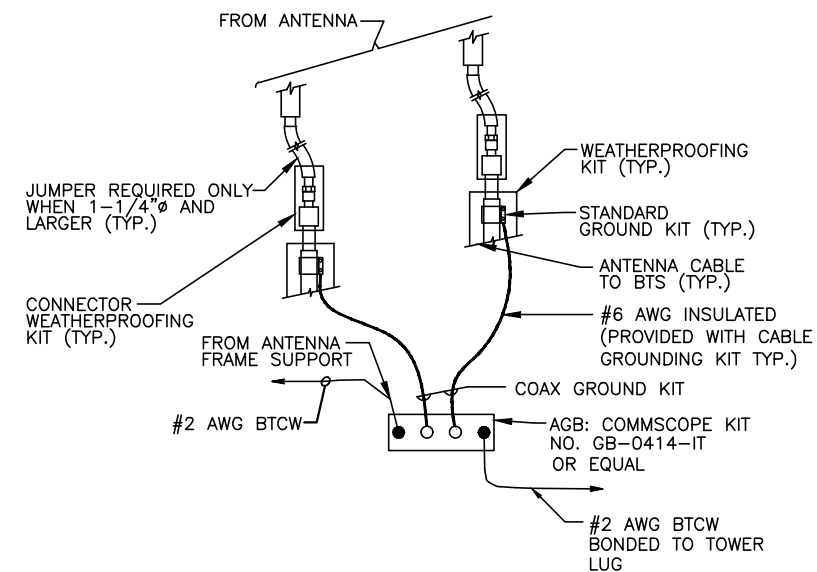 FROM ANTENNA
WEATHERPROOFING
KIT (TYP.)
JUMPER REQUIRED ONLY
WHEN 1-1/4"ø AND
LARGER (TYP.)
STANDARD
GROUND KIT (TYP.)
ANTENNA CABLE
TO BTS (TYP.)
CONNECTOR
WEATHERPROOFING
KIT (TYP.)
#6 AWG INSULATED
(PROVIDED WITH CABLE
GROUNDING KIT TYP.)
FROM ANTENNA
FRAME SUPPORT
COAX GROUND KIT
#2 AWG BTCW
AGB: COMMSCOPE KIT
NO. GB-0414-IT
OR EQUAL
#2 AWG BTCW
BONDED TO TOWER
LUG